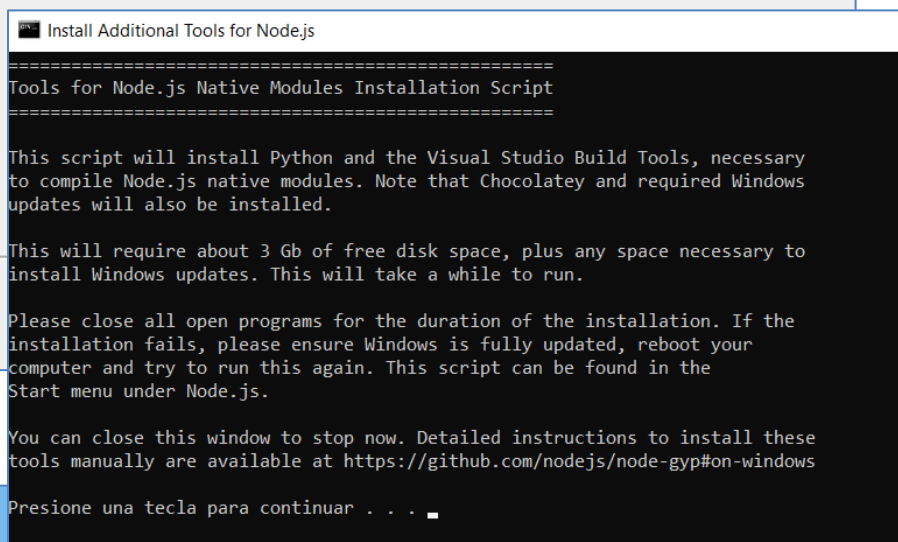 Install Additional Tools for Node.js
====================================================
Tools for Node.js Native Modules Installation Script
====================================================
This script will install Python and the Visual Studio Build Tools, necessary
to compile Node.js native modules. Note that Chocolatey and required Windows
updates will also be installed.
This will require about 3 Gb of free disk space, plus any space necessary to
install Windows updates. This will take a while to run.
Please close all open programs for the duration of the installation. If the
installation fails, please ensure Windows is fully updated, reboot your
computer and try to run this again. This script can be found in the
Start menu under Node.js.
You can close this window to stop now. Detailed instructions to install these
tools manually are available at https://github.com/nodejs/node-gyp#on-windows
Presione una tecla para continuar . . .